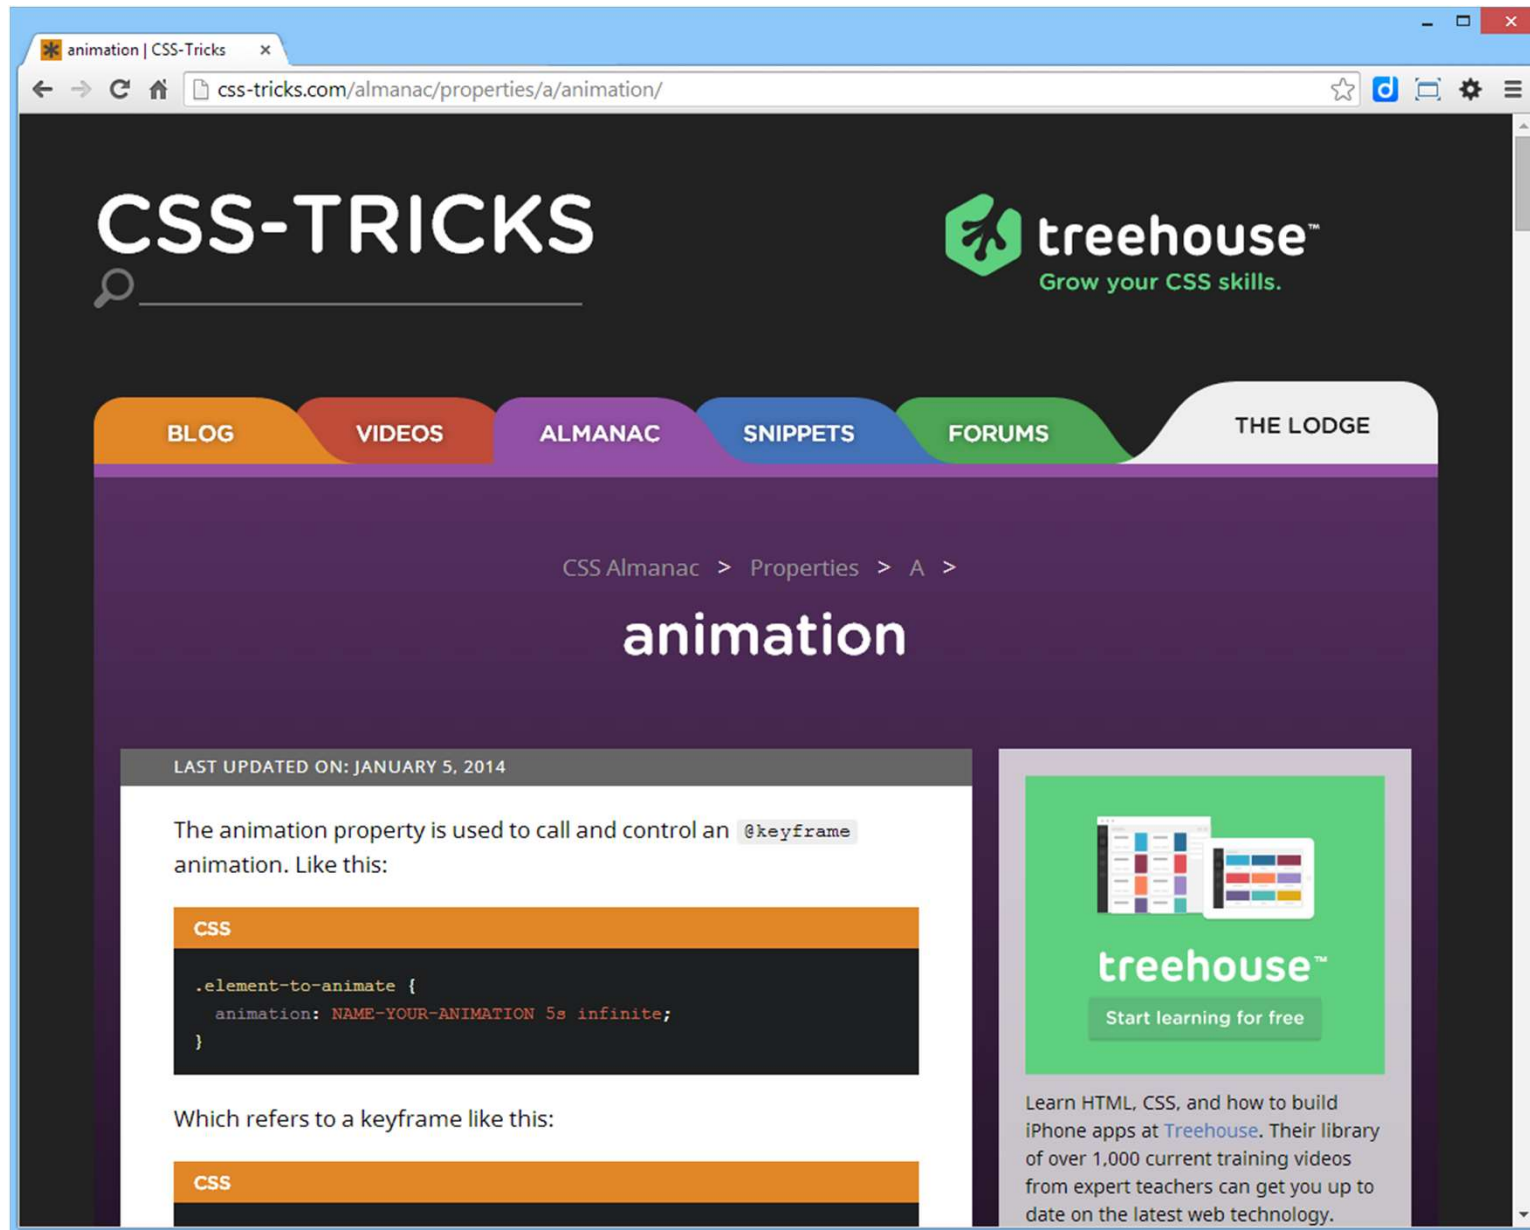 animation | CSS-Tricks
css-tricks.com/almanac/properties/a/animation/
CSS-TRICKS
treehouse™
Grow your CSS skills.
BLOG
VIDEOS
ALMANAC
SNIPPETS
FORUMS
THE LODGE
CSS Almanac > Properties > A >
animation
LAST UPDATED ON: JANUARY 5, 2014
The animation property is used to call and control an @keyframe
animation. Like this:
CSS
.element-to-animate {
animation: NAME-YOUR-ANIMATION 5s infinite;
}
Which refers to a keyframe like this:
CSS
treehouse™
Start learning for free
Learn HTML, CSS, and how to build
iPhone apps at Treehouse. Their library
of over 1,000 current training videos
from expert teachers can get you up to
date on the latest web technology.